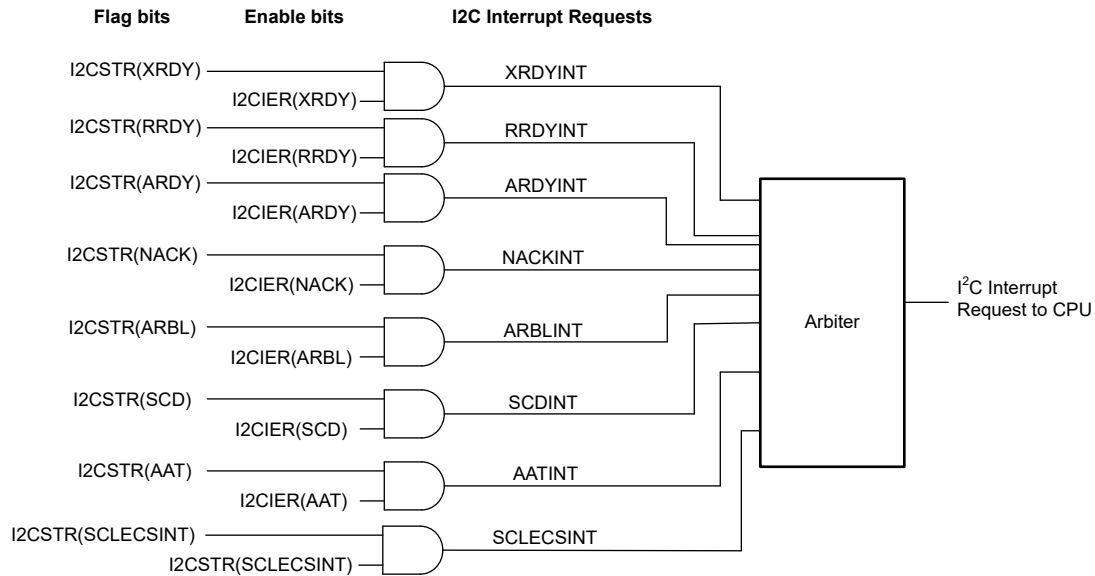 Flag bits Enable bits I2C Interrupt Requests
I2CSTR(XRDY)
XRDYINT
I2CIER(XRDY)
I2CSTR(RRDY)
RRDYINT
I2CIER(RRDY)
I2CSTR(ARDY)
ARDYINT
I2CIER(ARDY)
I2CSTR(NACK)
NACKINT
I2CIER(NACK)
I2CSTR(ARBL)
ARBLINT
I2CIER(ARBL)
I2CSTR(SCD)
SCDINT
I2CIER(SCD)
I2CSTR(AAT)
AATINT
I2CIER(AAT)
I2CSTR(SCLECSINT)
SCLECSINT
I2CSTR(SCLECSINT)
Arbiter
I²C Interrupt
Request to CPU